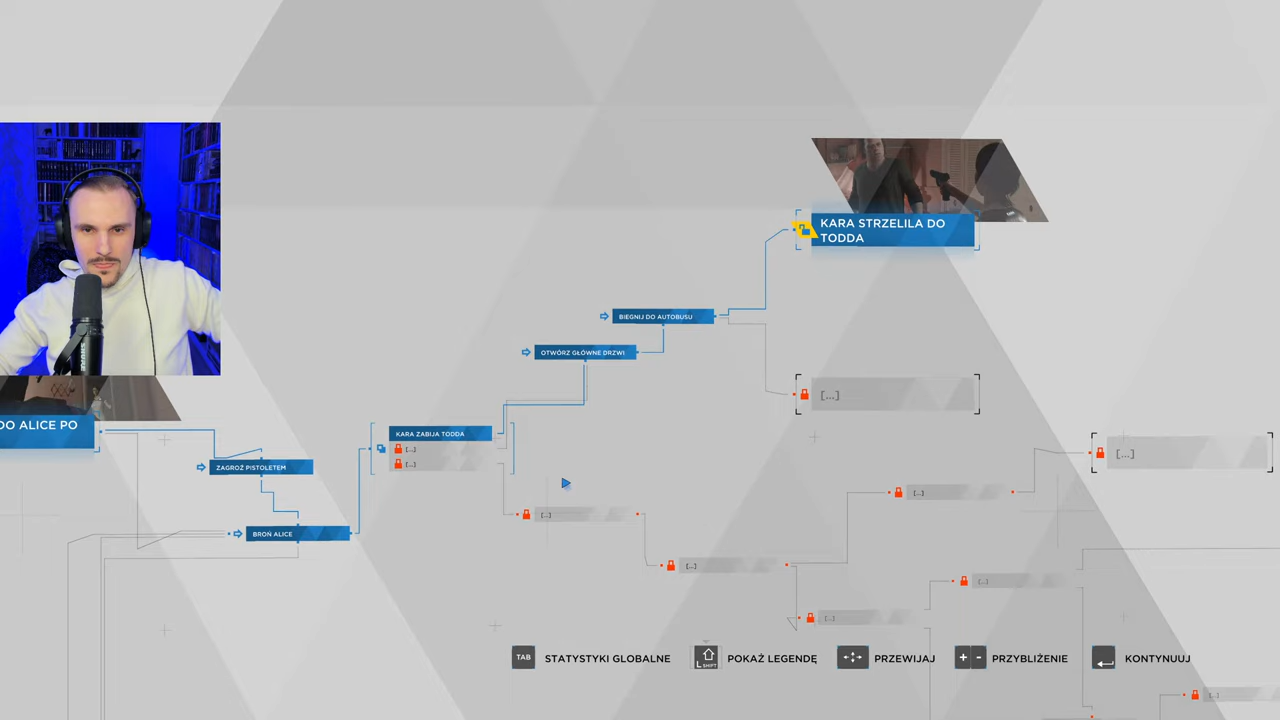 KARA STRZELILA DO
TODDA
BIEGNIJ DO AUTOBUSU
OTWÓRZ GŁÓWNE DRZWI
[...]
DO ALICE PO
KARA ZABIJA TODDA
[...]
[...]
[...]
ZAGROŹ PISTOLETEM
[...]
[...]
BROŃ ALICE
[...]
[...]
[...]
TAB STATYSTYKI GLOBALNE
L SHIFT POKAŻ LEGENDĘ
PRZEWIJAJ
+ - PRZYBLIŻENIE
KONTYNUUJ
[...]